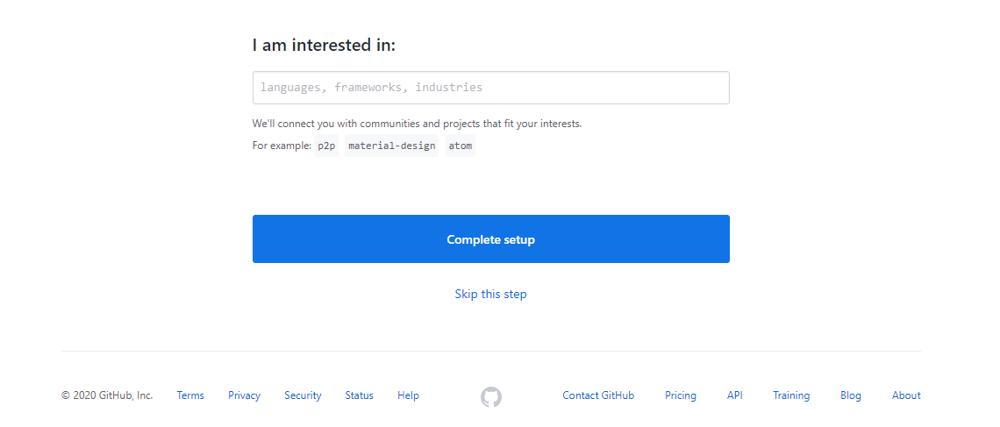 I am interested in:
languages, frameworks, industries
We'll connect you with communities and projects that fit your interests.
For example: p2p material-design atom
Complete setup
Skip this step
© 2020 GitHub, Inc. Terms Privacy Security Status Help Contact GitHub Pricing API Training Blog About